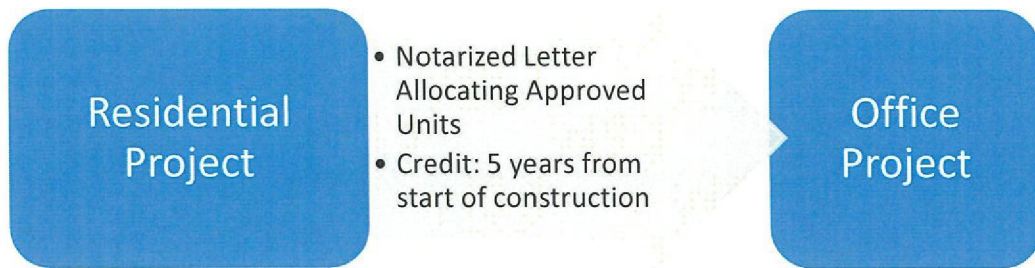 Residential
Project
• Notarized Letter
Allocating Approved
Units
• Credit: 5 years from
start of construction
Office
Project